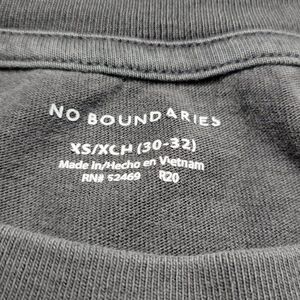 NO BOUNDARIES
XS/XCH (30-32)
Made in/Hecho en Vietnam
RN# 52469 R20